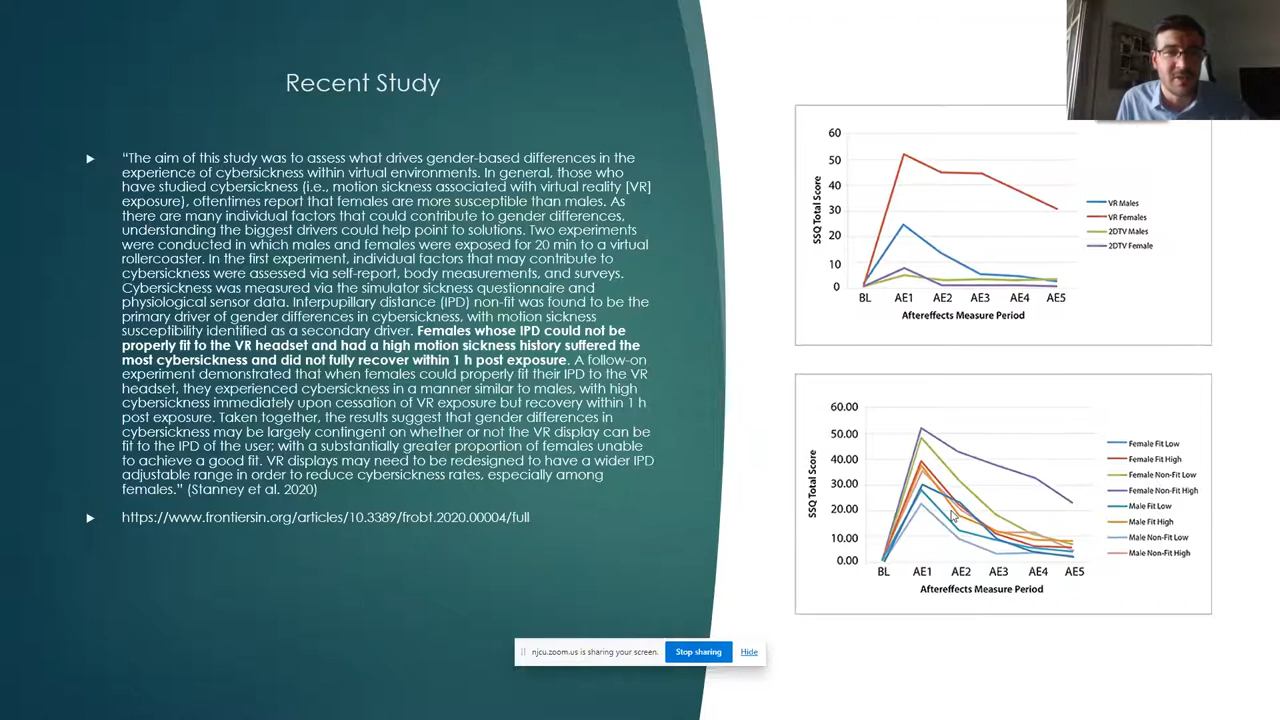 Recent Study
“The aim of this study was to assess what drives gender-based differences in the
experience of cybersickness within virtual environments. In general, those who
have studied cybersickness (i.e., motion sickness associated with virtual reality [VR]
exposure), oftentimes report that females are more susceptible than males. As
there are many individual factors that could contribute to gender differences,
understanding the biggest drivers could help point to solutions. Two experiments
were conducted in which males and females were exposed for 20 min to a virtual
rollercoaster. In the first experiment, individual factors that may contribute to
cybersickness were assessed via self-report, body measurements, and surveys.
Cybersickness was measured via the simulator sickness questionnaire and
physiological sensor data. Interpupillary distance (IPD) non-fit was found to be the
primary driver of gender differences in cybersickness, with motion sickness
susceptibility identified as a secondary driver. Females whose IPD could not be
properly fit to the VR headset and had a high motion sickness history suffered the
most cybersickness and did not fully recover within 1 h post exposure. A follow-on
experiment demonstrated that when females could properly fit their IPD to the VR
headset, they experienced cybersickness in a manner similar to males, with high
cybersickness immediately upon cessation of VR exposure but recovery within 1 h
post exposure. Taken together, the results suggest that gender differences in
cybersickness may be largely contingent on whether or not the VR display can be
fit to the IPD of the user; with a substantially greater proportion of females unable
to achieve a good fit. VR displays may need to be redesigned to have a wider IPD
adjustable range in order to reduce cybersickness rates, especially among
females.” (Stanney et al. 2020)
https://www.frontiersin.org/articles/10.3389/frobt.2020.00004/full
60
50
40
30
20
10
0
SSQ Total Score
BL AE1 AE2 AE3 AE4 AE5
Aftereffects Measure Period
VR Males
VR Females
2DTV Males
2DTV Female
60.00
50.00
40.00
30.00
20.00
10.00
0.00
SSQ Total Score
BL AE1 AE2 AE3 AE4 AE5
Aftereffects Measure Period
Female Fit Low
Female Fit High
Female Non-Fit Low
Female Non-Fit High
Male Fit Low
Male Fit High
Male Non-Fit Low
Male Non-Fit High
njcu.zoom.us is sharing your screen.
Stop sharing
Hide